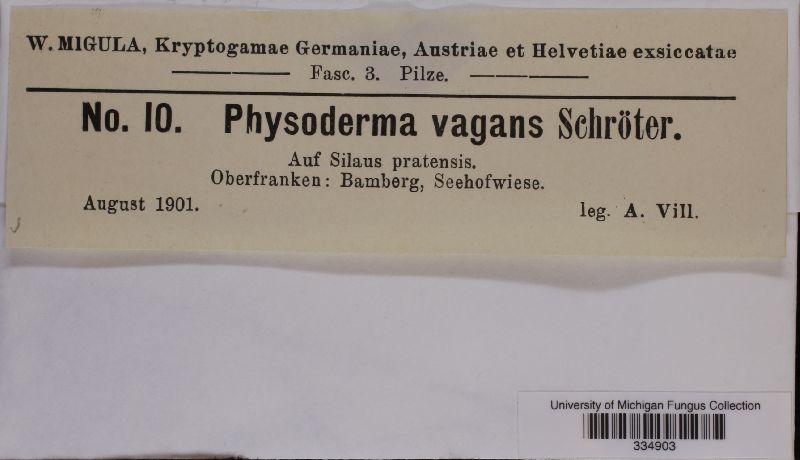 W. MIGULA, Kryptogamae Germaniae, Austriae et Helvetiae exsiccatae
Fasc. 3. Pilze.
No. 10. Physoderma vagans Schröter.
Auf Silaus pratensis.
Oberfranken: Bamberg, Seehofwiese.
August 1901. leg. A. Vill.
University of Michigan Fungus Collection
334903